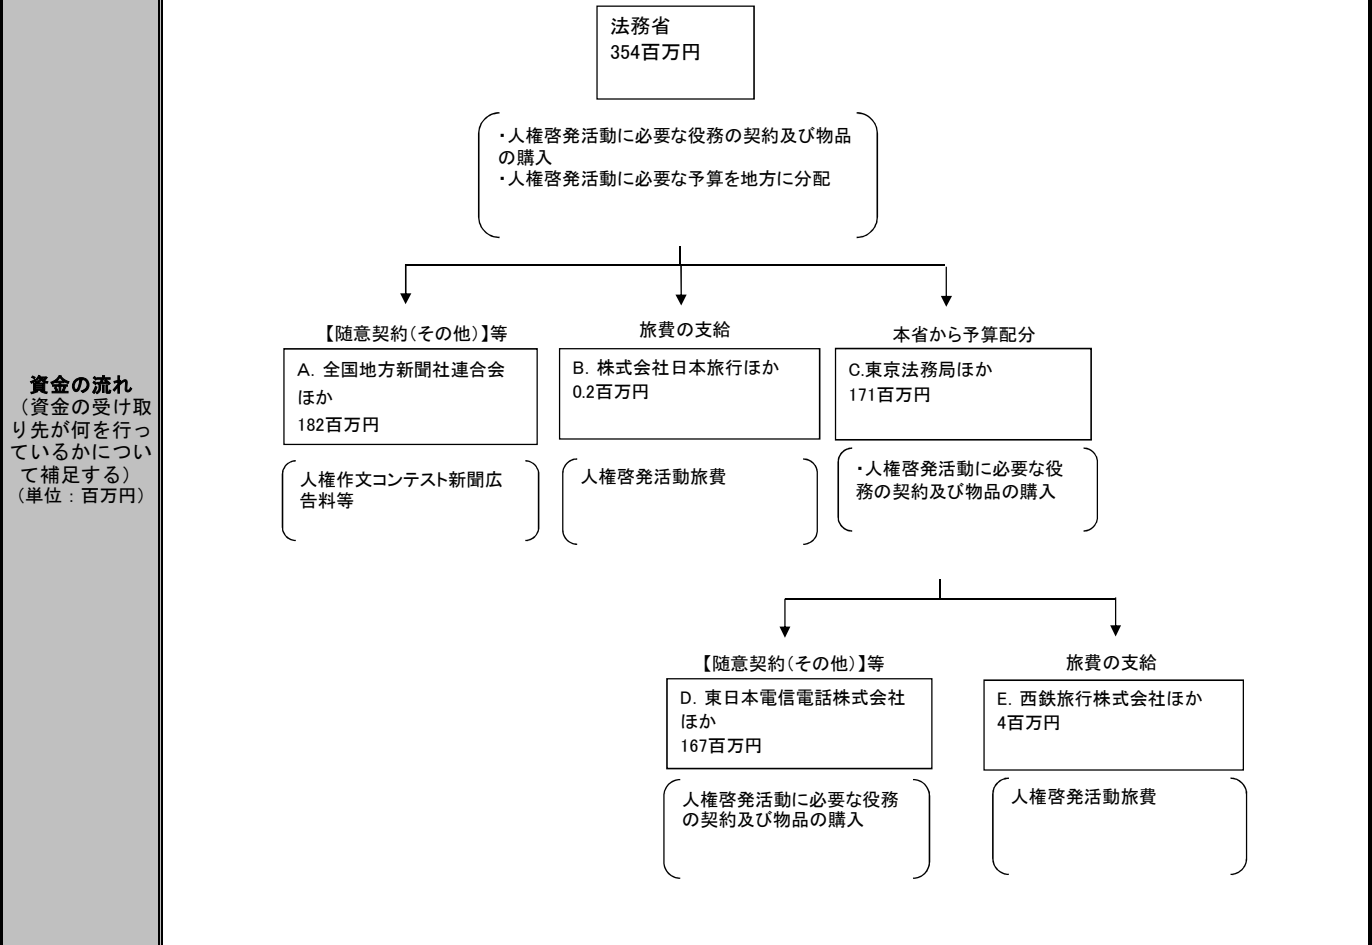 法務省
354百万円
・人権啓発活動に必要な役務の契約及び物品
の購入
・人権啓発活動に必要な予算を地方に分配
【随意契約(その他)】等
旅費の支給
本省から予算配分
A. 全国地方新聞社連合会
ほか
182百万円
B. 株式会社日本旅行ほか
0.2百万円
C.東京法務局ほか
171百万円
資金の流れ
(資金の受け取
り先が何を行っ
ているかについ
て補足する)
(単位：百万円)
人権作文コンテスト新聞広
告料等
人権啓発活動旅費
・人権啓発活動に必要な役
務の契約及び物品の購入
【随意契約(その他)】等
旅費の支給
D. 東日本電信電話株式会社
ほか
167百万円
E. 西鉄旅行株式会社ほか
4百万円
人権啓発活動に必要な役務
の契約及び物品の購入
人権啓発活動旅費